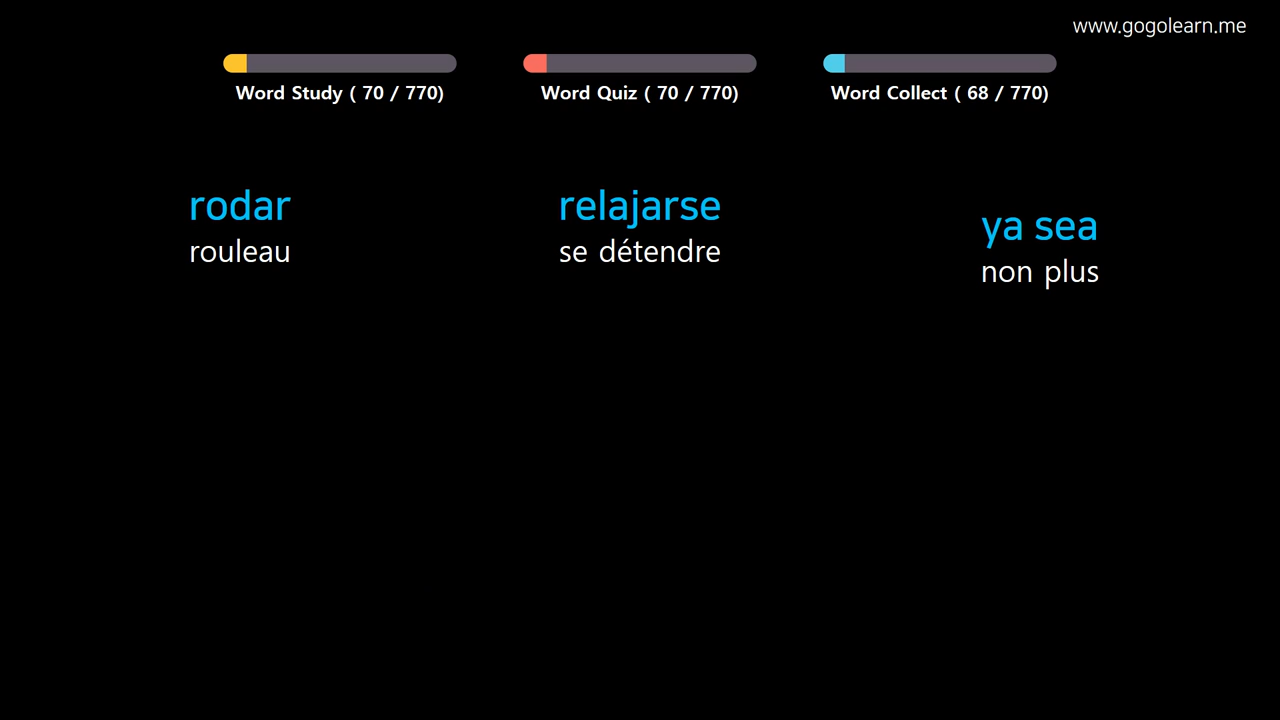 www.gogolearn.me
Word Study ( 70 / 770)
Word Quiz ( 70 / 770)
Word Collect ( 68 / 770)
rodar
rouleau
relajarse
se détendre
ya sea
non plus